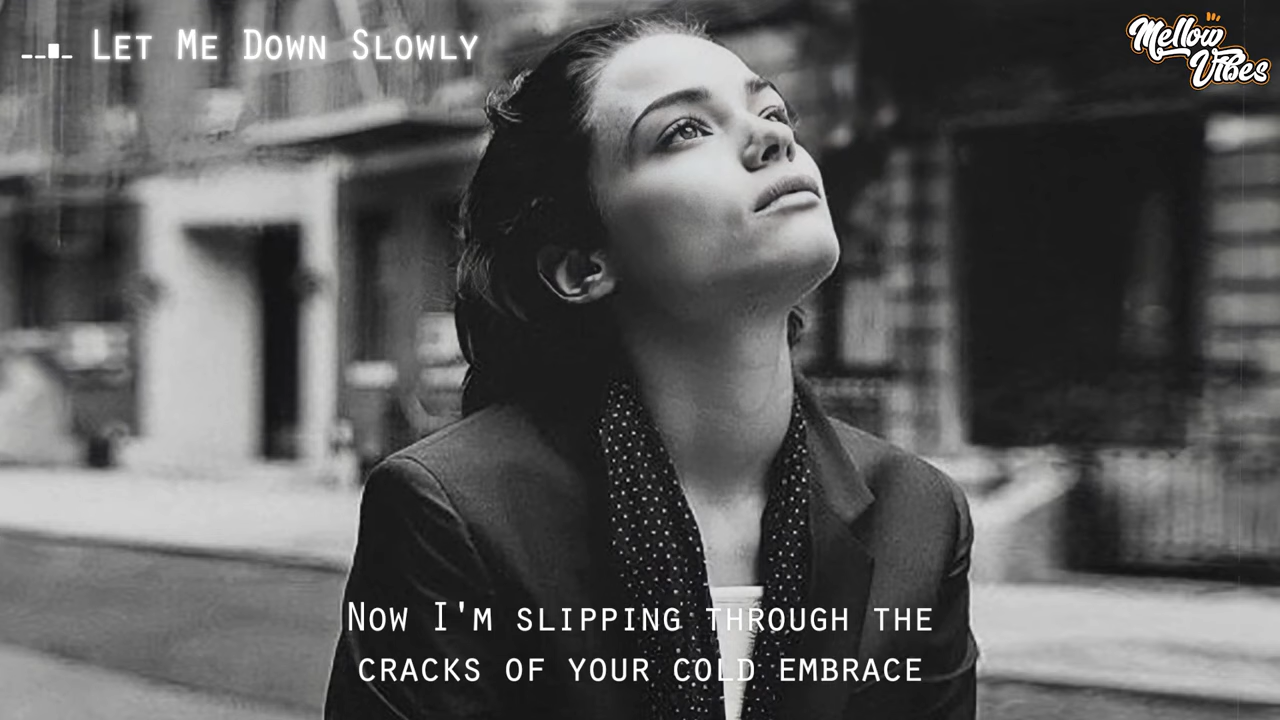 Let Me Down Slowly
Mellow
Vibes
Now I'm slipping through the
cracks of your cold embrace